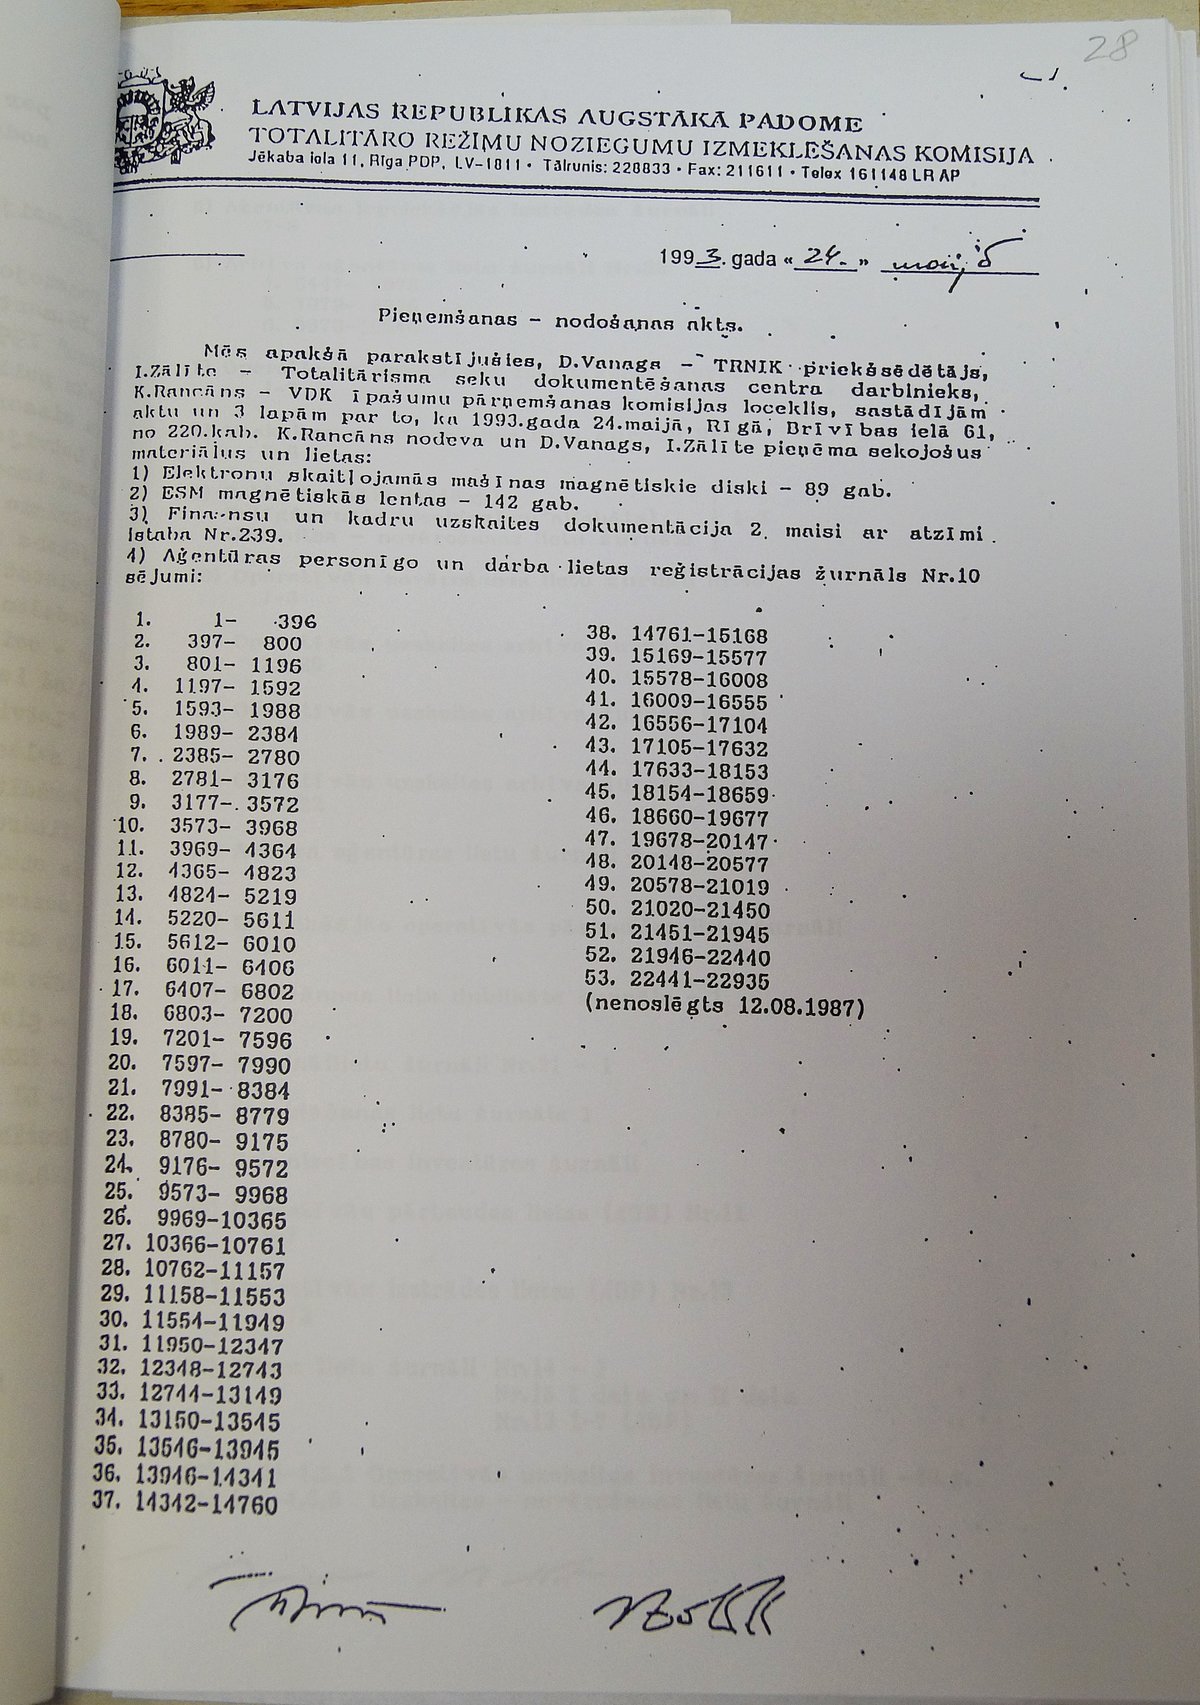 28
LATVIJAS REPUBLIKAS AUGSTĀKĀ PADOME
TOTALITĀRO REŽĪMU NOZIEGUMU IZMEKLĒŠANAS KOMISIJA
Jēkaba iela 11, Rīga PDP, LV-1811 • Tālrunis: 228833 • Fax: 211611 • Telex 161148 LR AP
1993. gada «24.» maijā
Pieņemšanas - nodošanas akts.
Mēs apakšā parakstījušies, D.Vanags - TRNIK priekšsēdētājs,
I.Zālīte - Totalitārisma seku dokumentēšanas centra darbinieks,
K.Rancāns - VDK īpašumu pārņemšanas komisijas loceklis, sastādījām
aktu un 3 lapām par to, ka 1993.gada 24.maijā, Rīgā, Brīvības ielā 61,
no 220.kab. K.Rancāns nodeva un D.Vanags, I.Zālīte pieņēma sekojošus
materiālus un lietas:
1) Elektronu skaitļojamās mašīnas magnētiskie diski - 89 gab.
2) ESM magnētiskās lentas - 142 gab.
3) Finansu un kadru uzskaites dokumentācija 2 maisi ar atzīmi
istaba Nr.239.
4) Aģentūras personīgo un darba lietas reģistrācijas žurnāls Nr.10
sējumi:
1. 1- 396
2. 397- 800
3. 801- 1196
4. 1197- 1592
5. 1593- 1988
6. 1989- 2384
7. 2385- 2780
8. 2781- 3176
9. 3177- 3572
10. 3573- 3968
11. 3969- 4364
12. 4365- 4823
13. 4824- 5219
14. 5220- 5611
15. 5612- 6010
16. 6011- 6406
17. 6407- 6802
18. 6803- 7200
19. 7201- 7596
20. 7597- 7990
21. 7991- 8384
22. 8385- 8779
23. 8780- 9175
24. 9176- 9572
25. 9573- 9968
26. 9969-10365
27. 10366-10761
28. 10762-11157
29. 11158-11553
30. 11554-11949
31. 11950-12347
32. 12348-12743
33. 12744-13149
34. 13150-13545
35. 13546-13945
36. 13946-14341
37. 14342-14760
38. 14761-15168
39. 15169-15577
40. 15578-16008
41. 16009-16555
42. 16556-17104
43. 17105-17632
44. 17633-18153
45. 18154-18659
46. 18660-19677
47. 19678-20147
48. 20148-20577
49. 20578-21019
50. 21020-21450
51. 21451-21945
52. 21946-22440
53. 22441-22935
(nenoslēgts 12.08.1987)